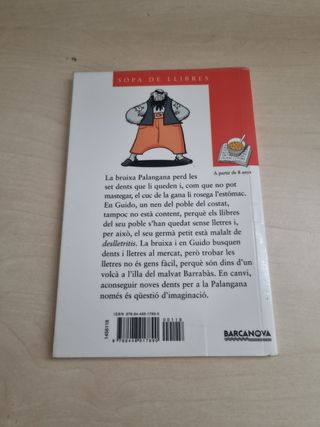 SOPA DE LLIBRES
A partir de 8 anys
La bruixa Palangana perd les
set dents que li queden i, com que no pot
mastegar, el cuc de la gana li rosega l'estómac.
En Guido, un nen del poble del costat,
tampoc no està content, perquè els llibres
del seu poble s'han quedat sense lletres i,
per això, el seu germà petit està malalt de
deslletritis. La bruixa i en Guido busquen
dents i lletres al mercat, però trobar les
lletres no és gens fàcil, perquè són dins d'un
volcà a l'illa del malvat Barrabàs. En canvi,
aconseguir noves dents per a la Palangana
només és qüestió d'imaginació.
1456118
00118
BARCANOVA